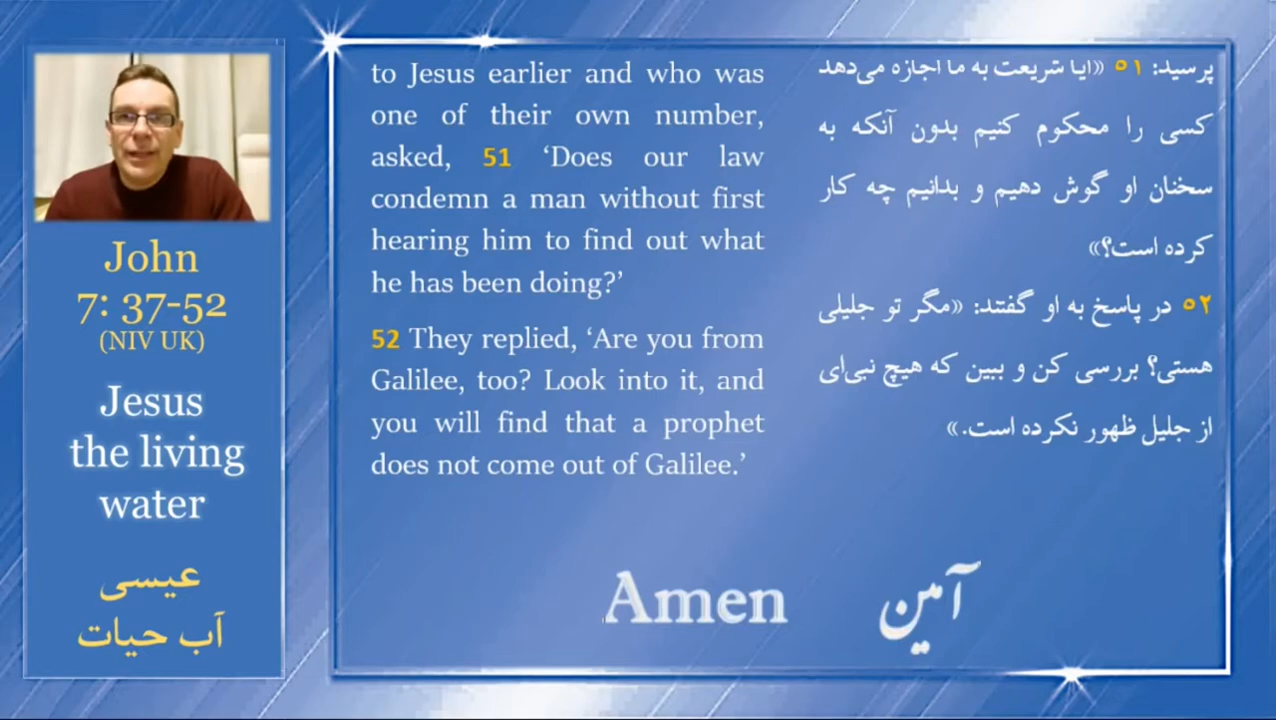 John
7: 37-52
(NIV UK)
Jesus
the living
water
عیسی
آب حیات
to Jesus earlier and who was
one of their own number,
asked, 51 ‘Does our law
condemn a man without first
hearing him to find out what
he has been doing?’
52 They replied, ‘Are you from
Galilee, too? Look into it, and
you will find that a prophet
does not come out of Galilee.’
پرسید: ۵۱ «آیا شریعت به ما اجازه می‌دهد
کسی را محکوم کنیم بدون آنکه به
سخنان او گوش دهیم و بدانیم چه کار
کرده است؟»
۵۲ در پاسخ به او گفتند: «مگر تو جلیلی
هستی؟ بررسی کن و ببین که هیچ نبی‌ای
از جلیل ظهور نکرده است.»
Amen
آمین